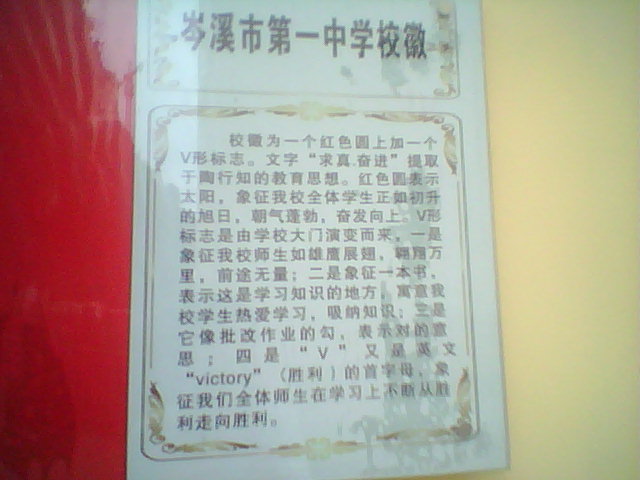 岑溪市第一中学校徽
校徽为一个红色圆上加一个
V形标志。文字“求真.奋进”提取
于陶行知的教育思想。红色圆表示
太阳，象征我校全体学生正如初升
的旭日，朝气蓬勃，奋发向上。V形
标志是由学校大门演变而来，一是
象征我校师生如雄鹰展翅，翱翔万
里，前途无量；二是象征一本书，
表示这是学习知识的地方，寓意我
校学生热爱学习，吸纳知识；三是
它像批改作业的勾，表示对的意
思；四是“V”又是英文
“victory”（胜利）的首字母，象
征我们全体师生在学习上不断从胜
利走向胜利。